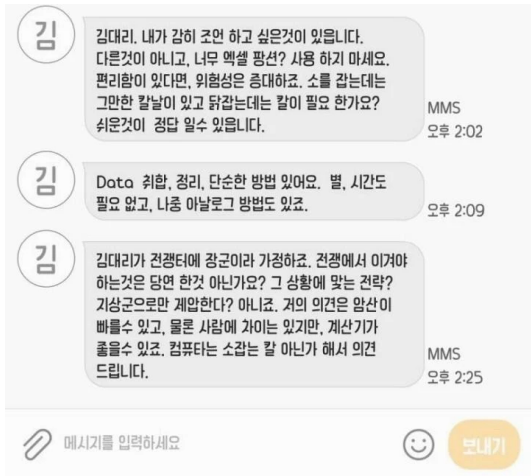 김
김대리. 내가 감히 조언 하고 싶은것이 있읍니다.
다른것이 아니고, 너무 엑셀 팡션? 사용 하지 마세요.
편리함이 있다면, 위험성은 증대하죠. 소를 잡는데는
그만한 칼날이 있고 닭잡는데는 칼이 필요 한가요?
쉬운것이 정답 일수 있읍니다.
MMS
오후 2:02
김
Data 취합, 정리, 단순한 방법 있어요. 별, 시간도
필요 없고, 나중 아날로그 방법도 있죠.
오후 2:09
김
김대리가 전쟁터에 장군이라 가정하죠. 전쟁에서 이겨야
하는것은 당연 한것 아닌가요? 그 상황에 맞는 전략?
지상군으로만 제압한다? 아니죠. 저의 의견은 암산이
빠를수 있고, 물론 사람에 차이는 있지만, 계산기가
좋을수 있죠. 컴퓨타는 소잡는 칼 아닌가 해서 의견
드립니다.
MMS
오후 2:25
메시지를 입력하세요
보내기